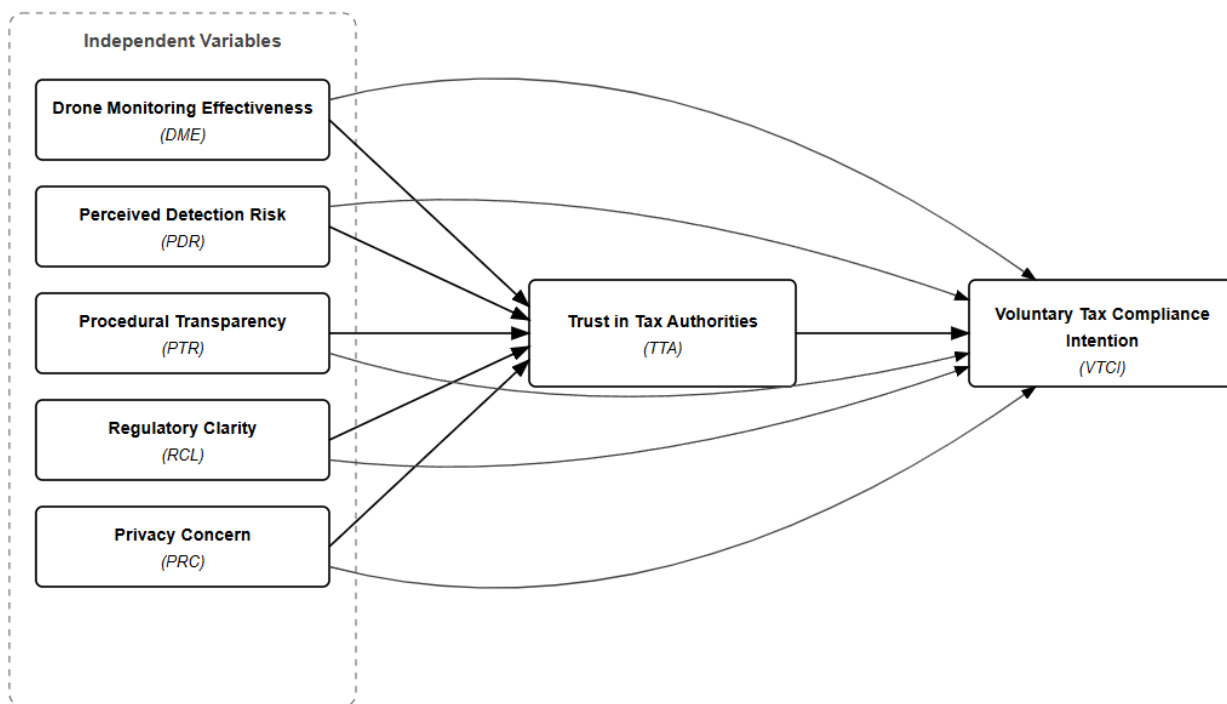 Independent Variables
Drone Monitoring Effectiveness
(DME)
Perceived Detection Risk
(PDR)
Procedural Transparency
(PTR)
Regulatory Clarity
(RCL)
Privacy Concern
(PRC)
Trust in Tax Authorities
(TTA)
Voluntary Tax Compliance
Intention
(VTCI)